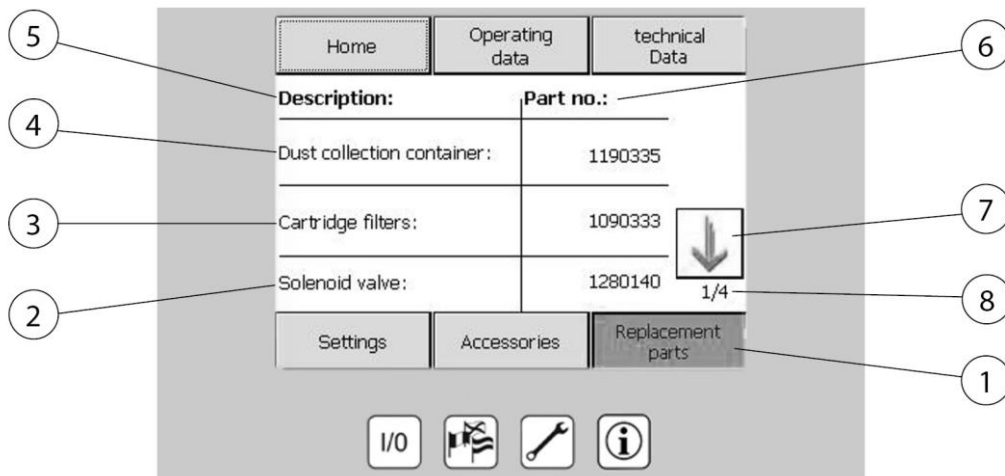 5
Home
Operating
data
technical
Data
6
Description:
Part no.:
4
Dust collection container:
1190335
3
Cartridge filters:
1090333
7
2
Solenoid valve:
1280140
1/4
8
Settings
Accessories
Replacement
parts
1
I/0
i